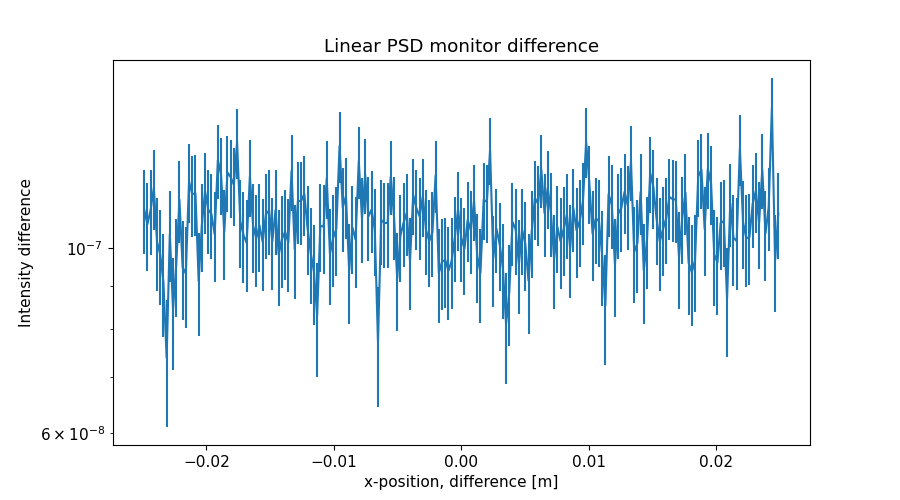 Linear PSD monitor difference
Intensity difference
10⁻⁷
6 × 10⁻⁸
−0.02 −0.01 0.00 0.01 0.02
x-position, difference [m]